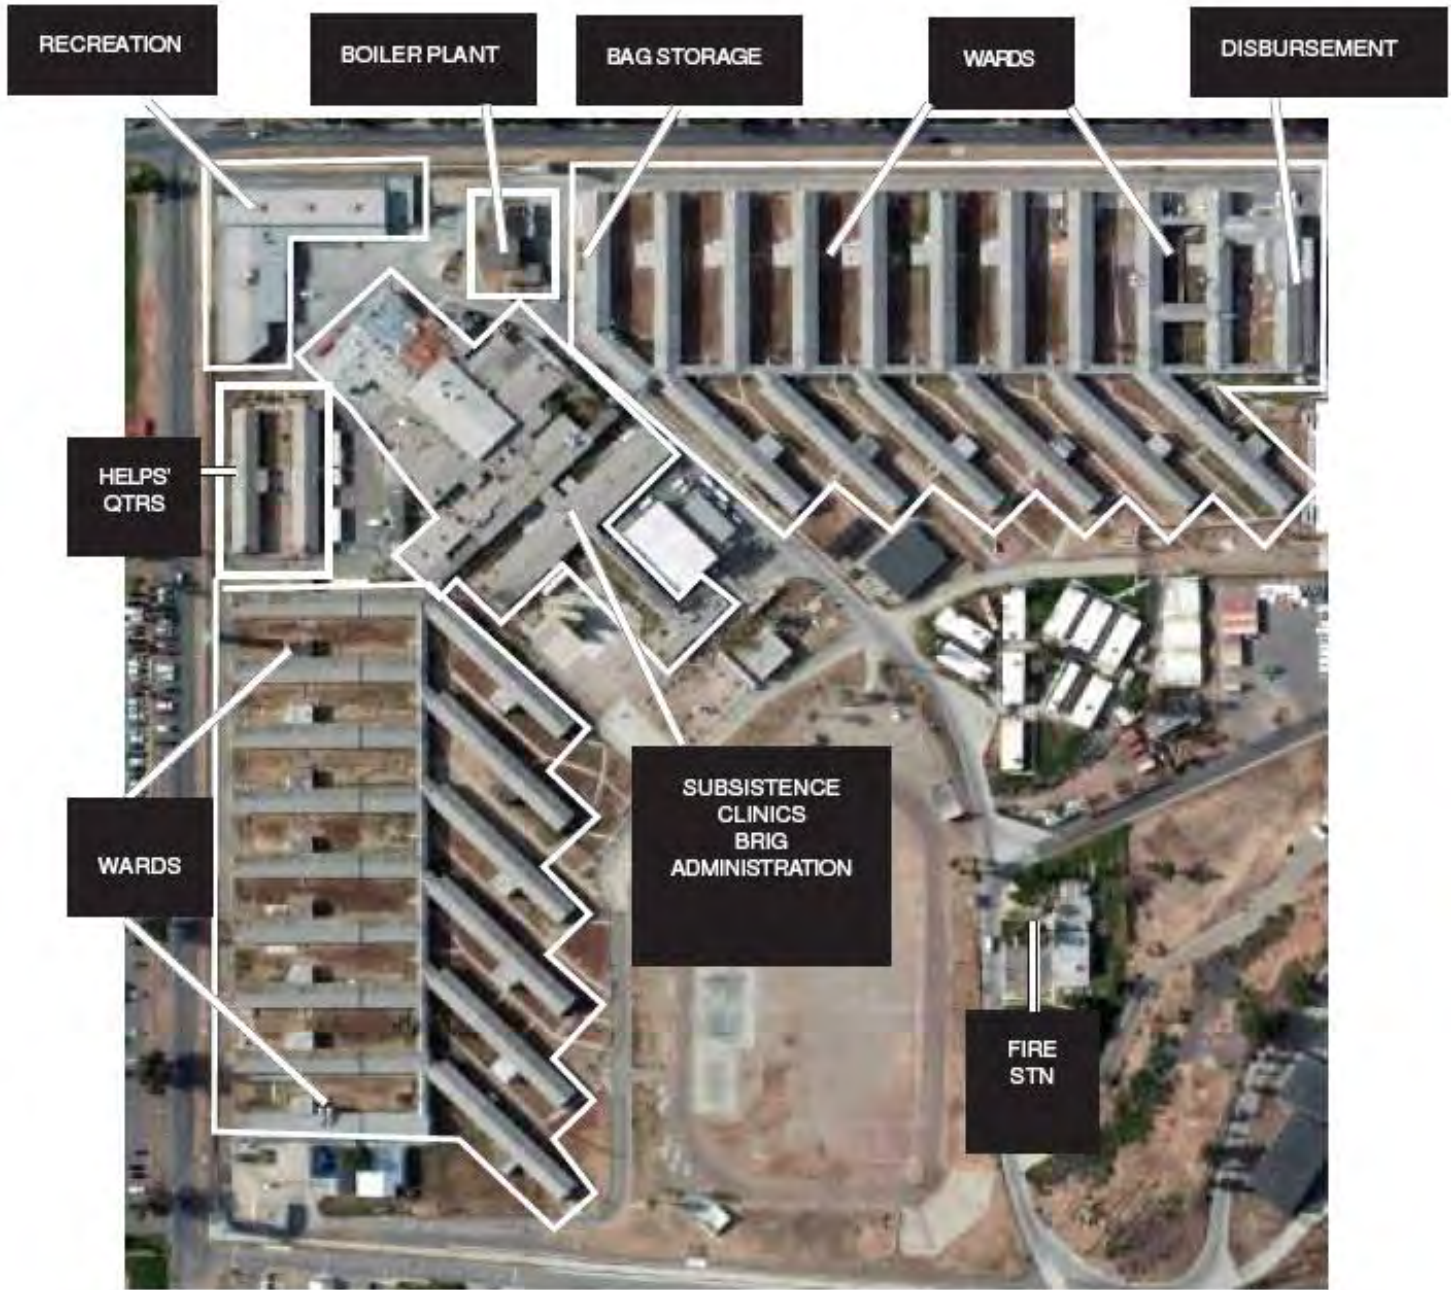 RECREATION
BOILER PLANT
BAG STORAGE
WARDS
DISBURSEMENT
HELPS'
QTRS
SUBSISTENCE
CLINICS
BRIG
ADMINISTRATION
WARDS
FIRE
STN